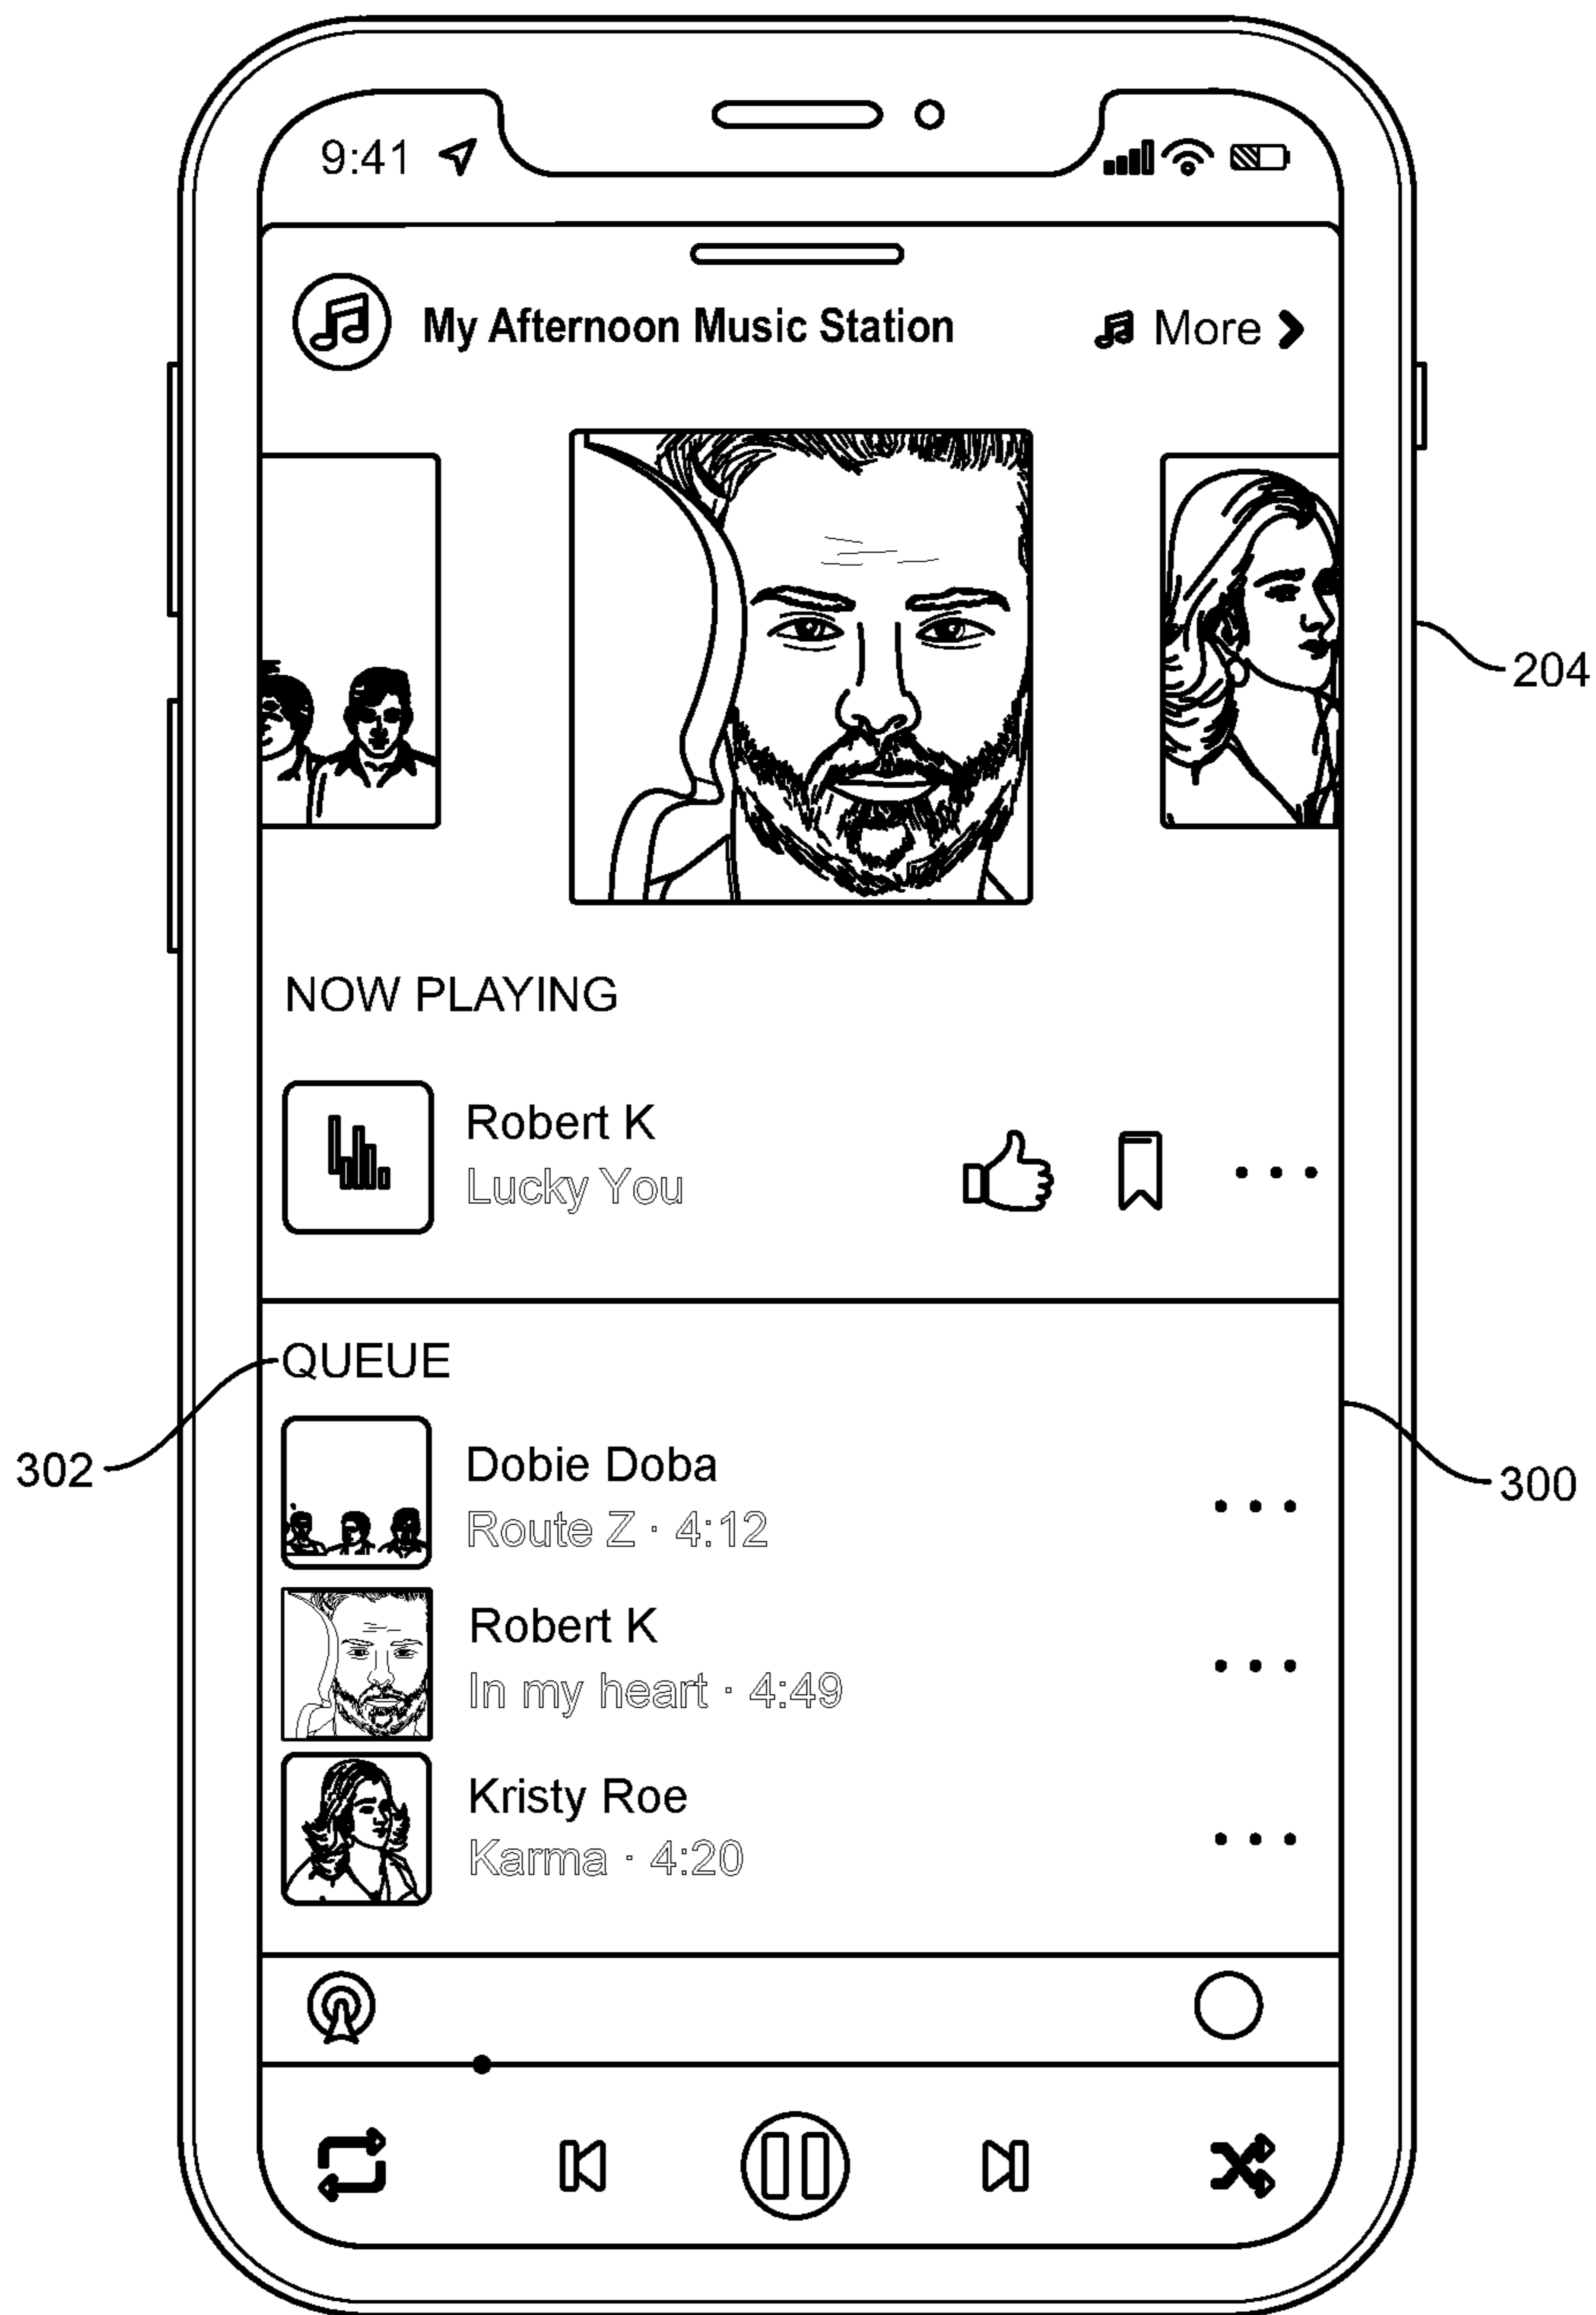 9:41
My Afternoon Music Station
More
204
NOW PLAYING
Robert K
Lucky You
QUEUE
302
300
Dobie Doba
Route Z · 4:12
Robert K
In my heart · 4:49
Kristy Roe
Karma · 4:20